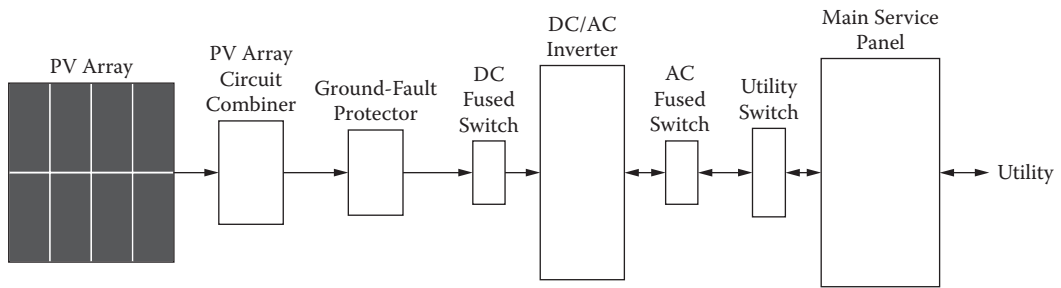 PV Array
PV Array
Circuit
Combiner
Ground-Fault
Protector
DC
Fused
Switch
DC/AC
Inverter
AC
Fused
Switch
Utility
Switch
Main Service
Panel
Utility